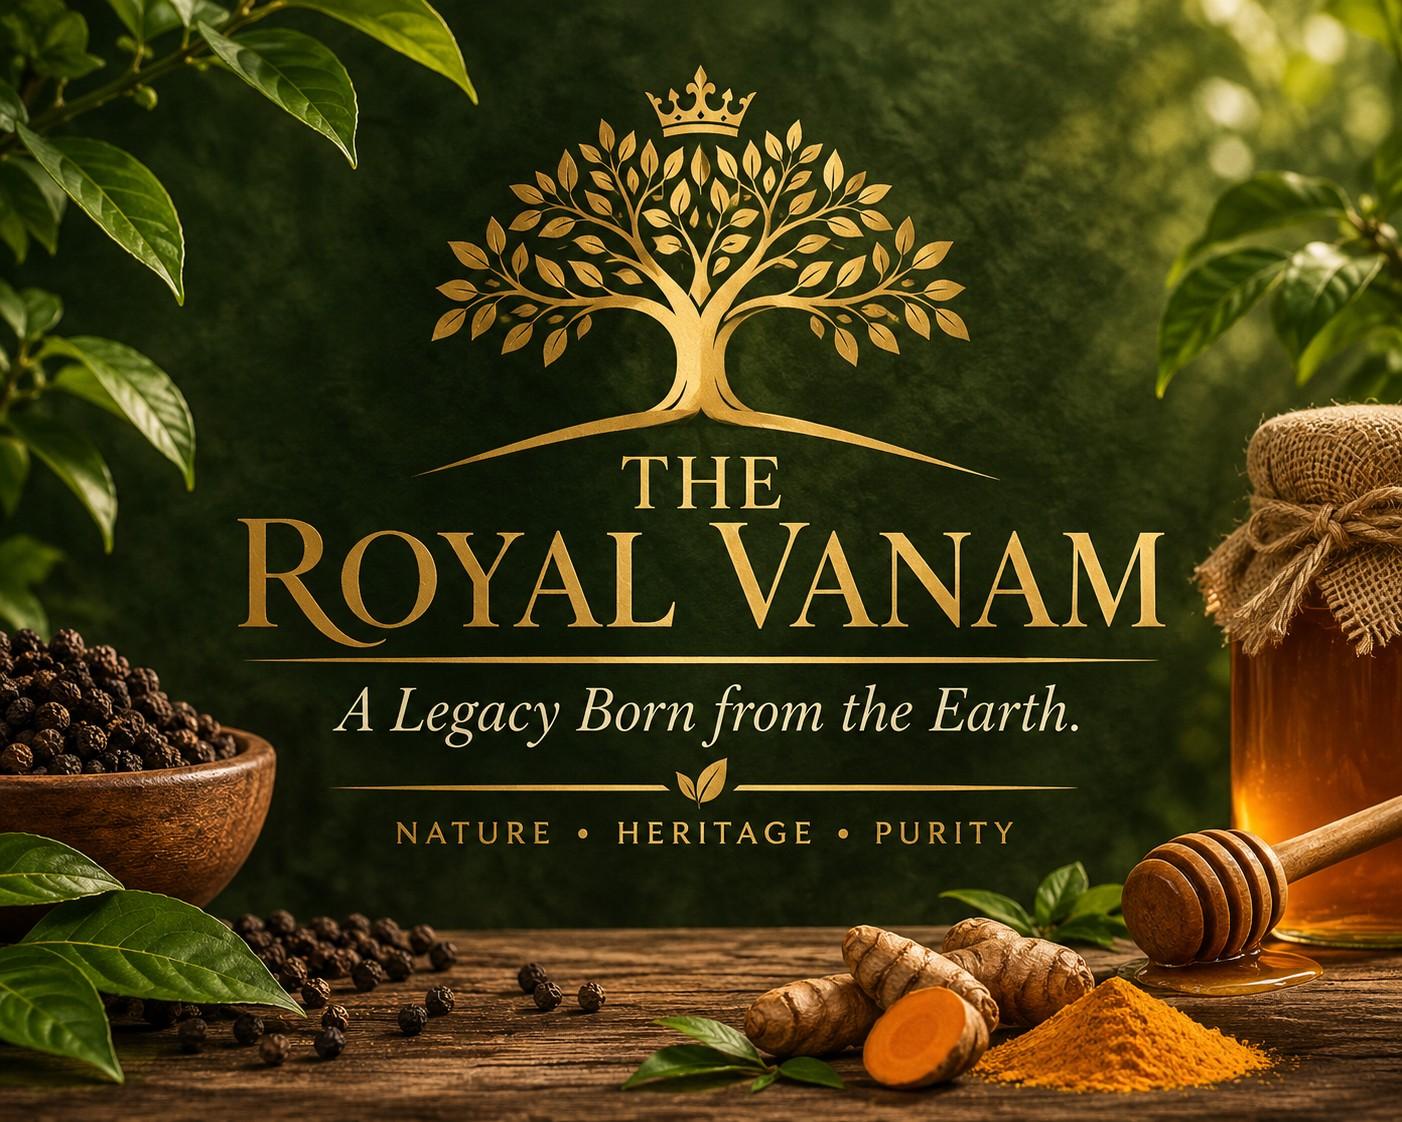 THE
ROYAL VANAM
A Legacy Born from the Earth.
NATURE • HERITAGE • PURITY